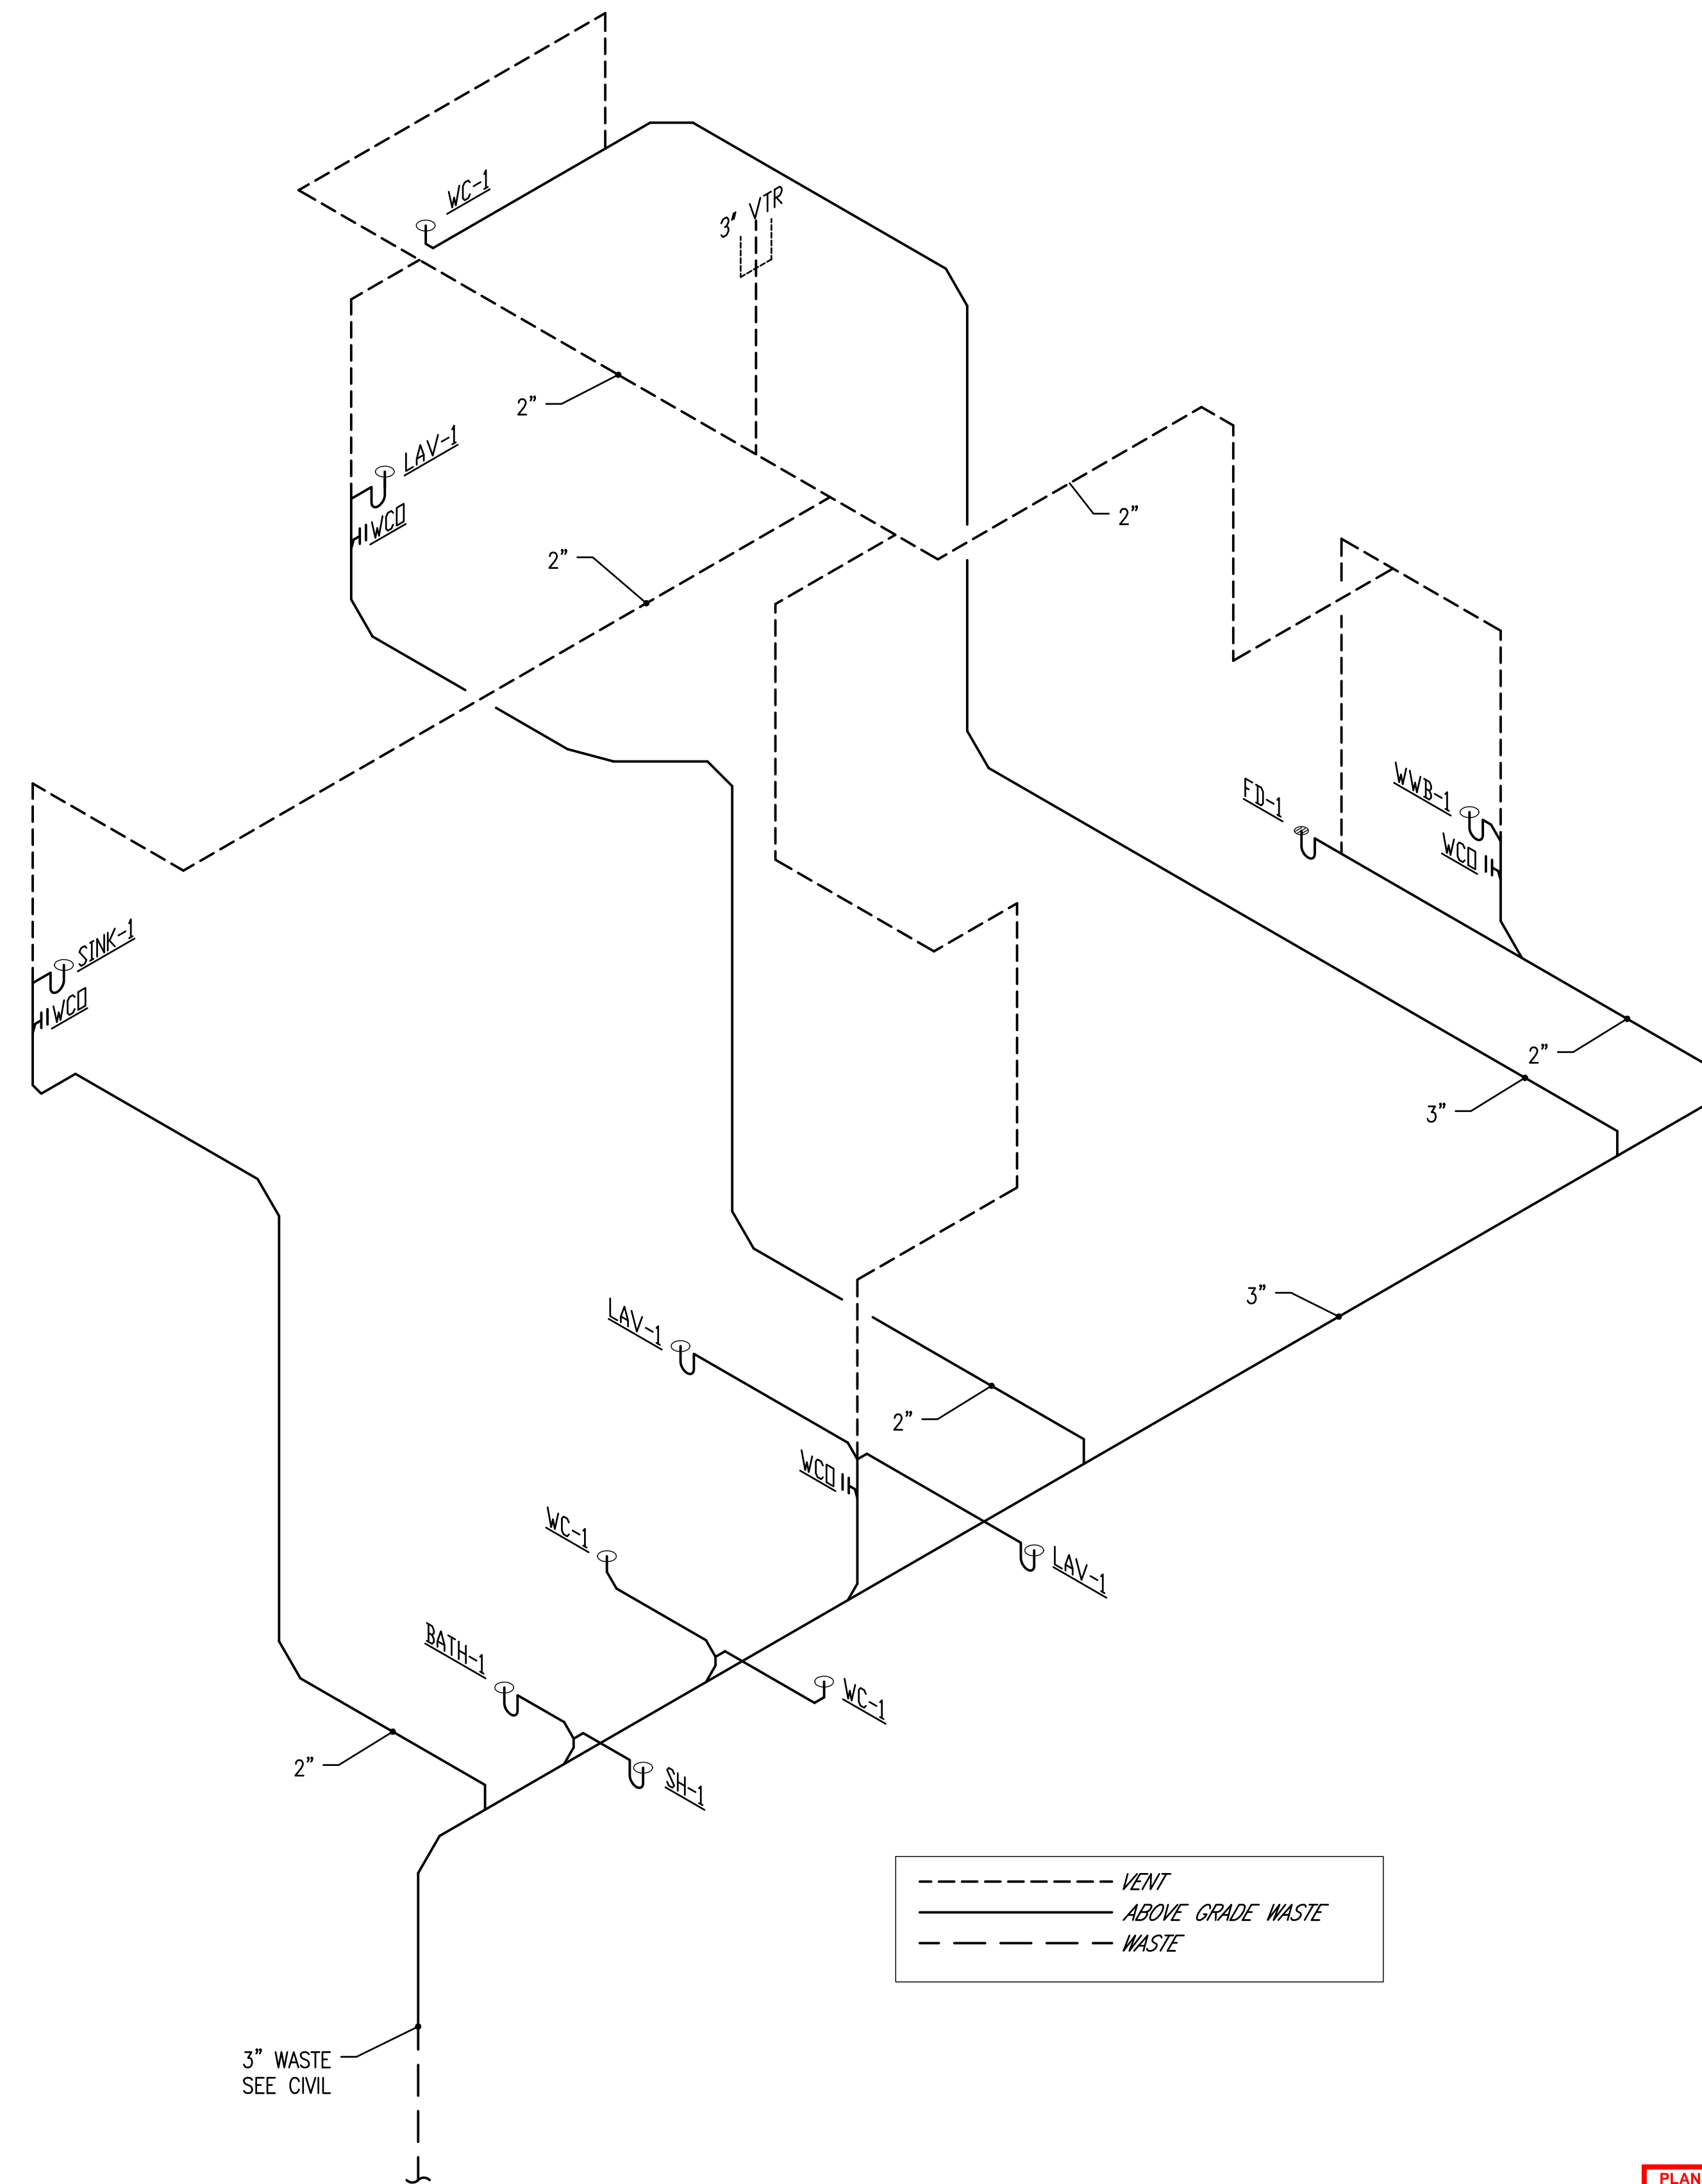 WC-1
3" VTR
2"
LAV-1
WCO
2"
2"
FD-1
WWB-1
WCO
SINK-1
WCO
2"
3"
3"
LAV-1
2"
WCO
WC-1
LAV-1
BATH-1
WC-1
2"
SH-1
VENT
ABOVE GRADE WASTE
WASTE
3" WASTE
SEE CIVIL
PLAN